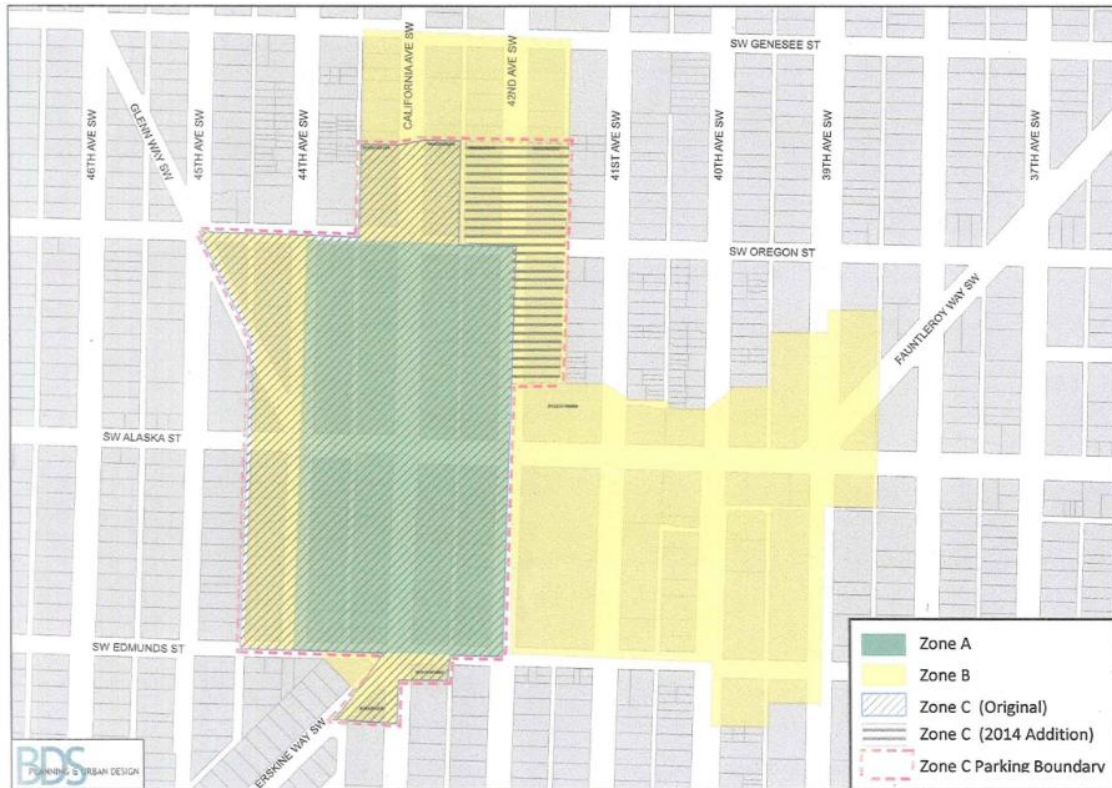 SW GENESEE ST
CALIFORNIA AVE SW
42ND AVE SW
GLENN WAY SW
46TH AVE SW
45TH AVE SW
44TH AVE SW
41ST AVE SW
40TH AVE SW
39TH AVE SW
37TH AVE SW
SW OREGON ST
FAUNTLEROY WAY SW
SW ALASKA ST
SW EDMUNDS ST
ERSKINE WAY SW
Zone A
Zone B
Zone C (Original)
Zone C (2014 Addition)
Zone C Parking Boundary
BDS
PLANNING & URBAN DESIGN